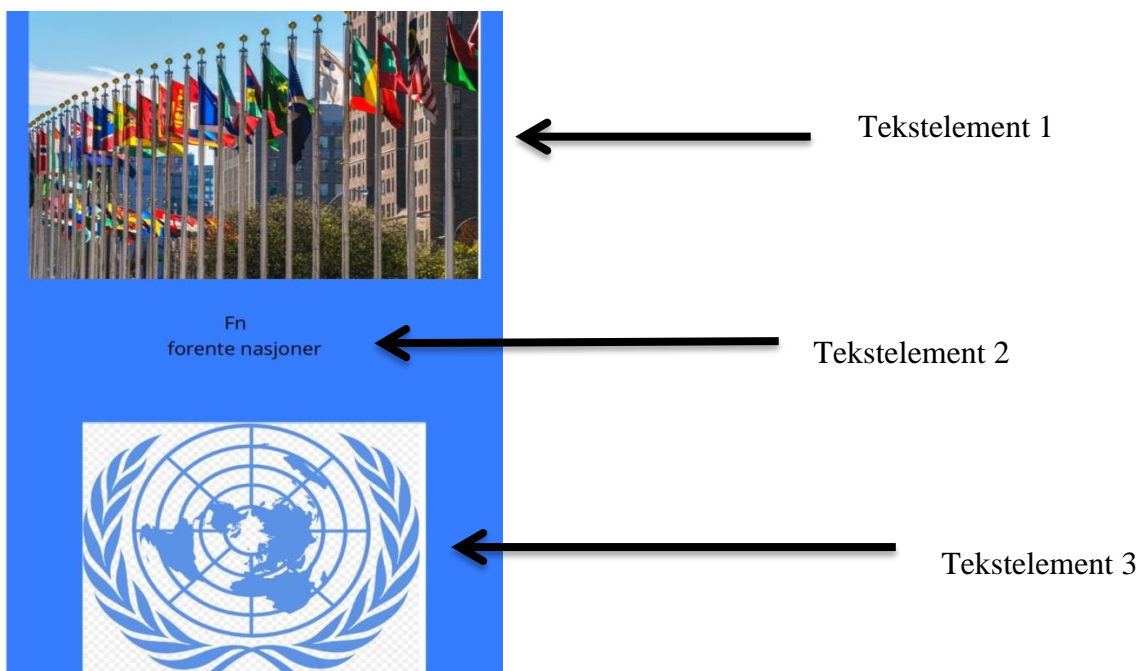 Tekstelement 1
Fn
forente nasjoner
Tekstelement 2
Tekstelement 3